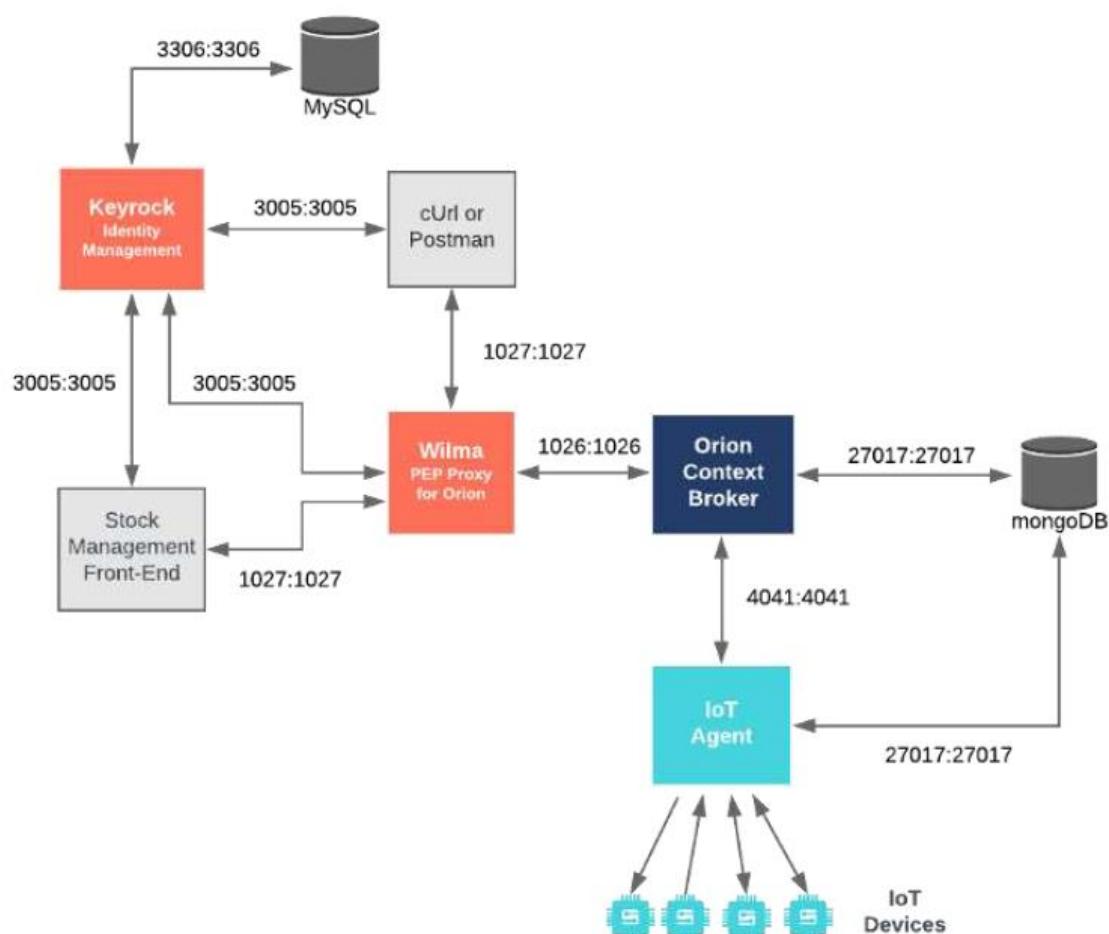 3306:3306
MySQL
Keyrock
Identity
Management
3005:3005
cUrl or
Postman
1027:1027
3005:3005
3005:3005
Wilma
PEP Proxy
for Orion
1026:1026
Orion
Context
Broker
27017:27017
mongoDB
Stock
Management
Front-End
1027:1027
4041:4041
IoT
Agent
27017:27017
IoT
Devices